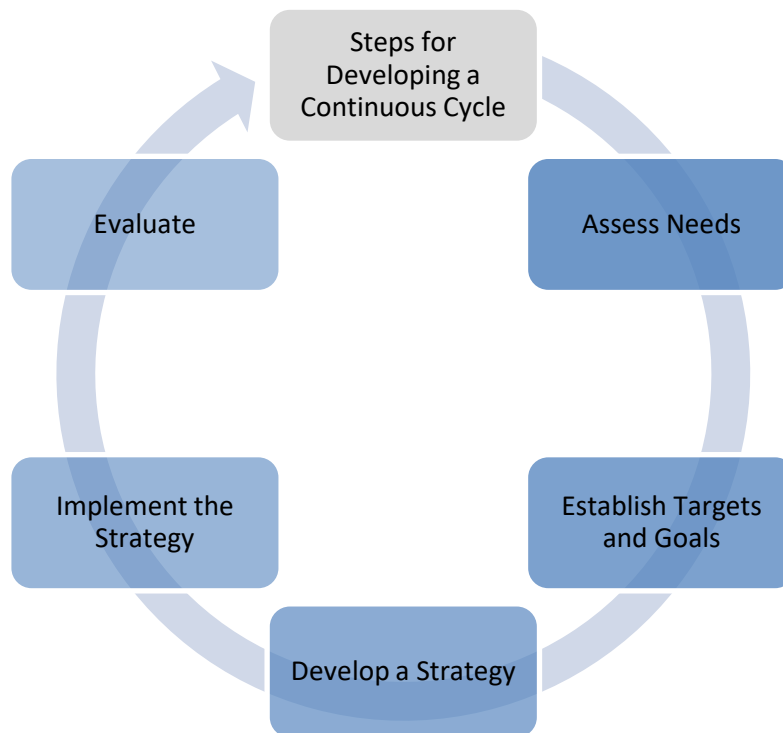 Steps for
Developing a
Continuous Cycle
Assess Needs
Establish Targets
and Goals
Develop a Strategy
Implement the
Strategy
Evaluate